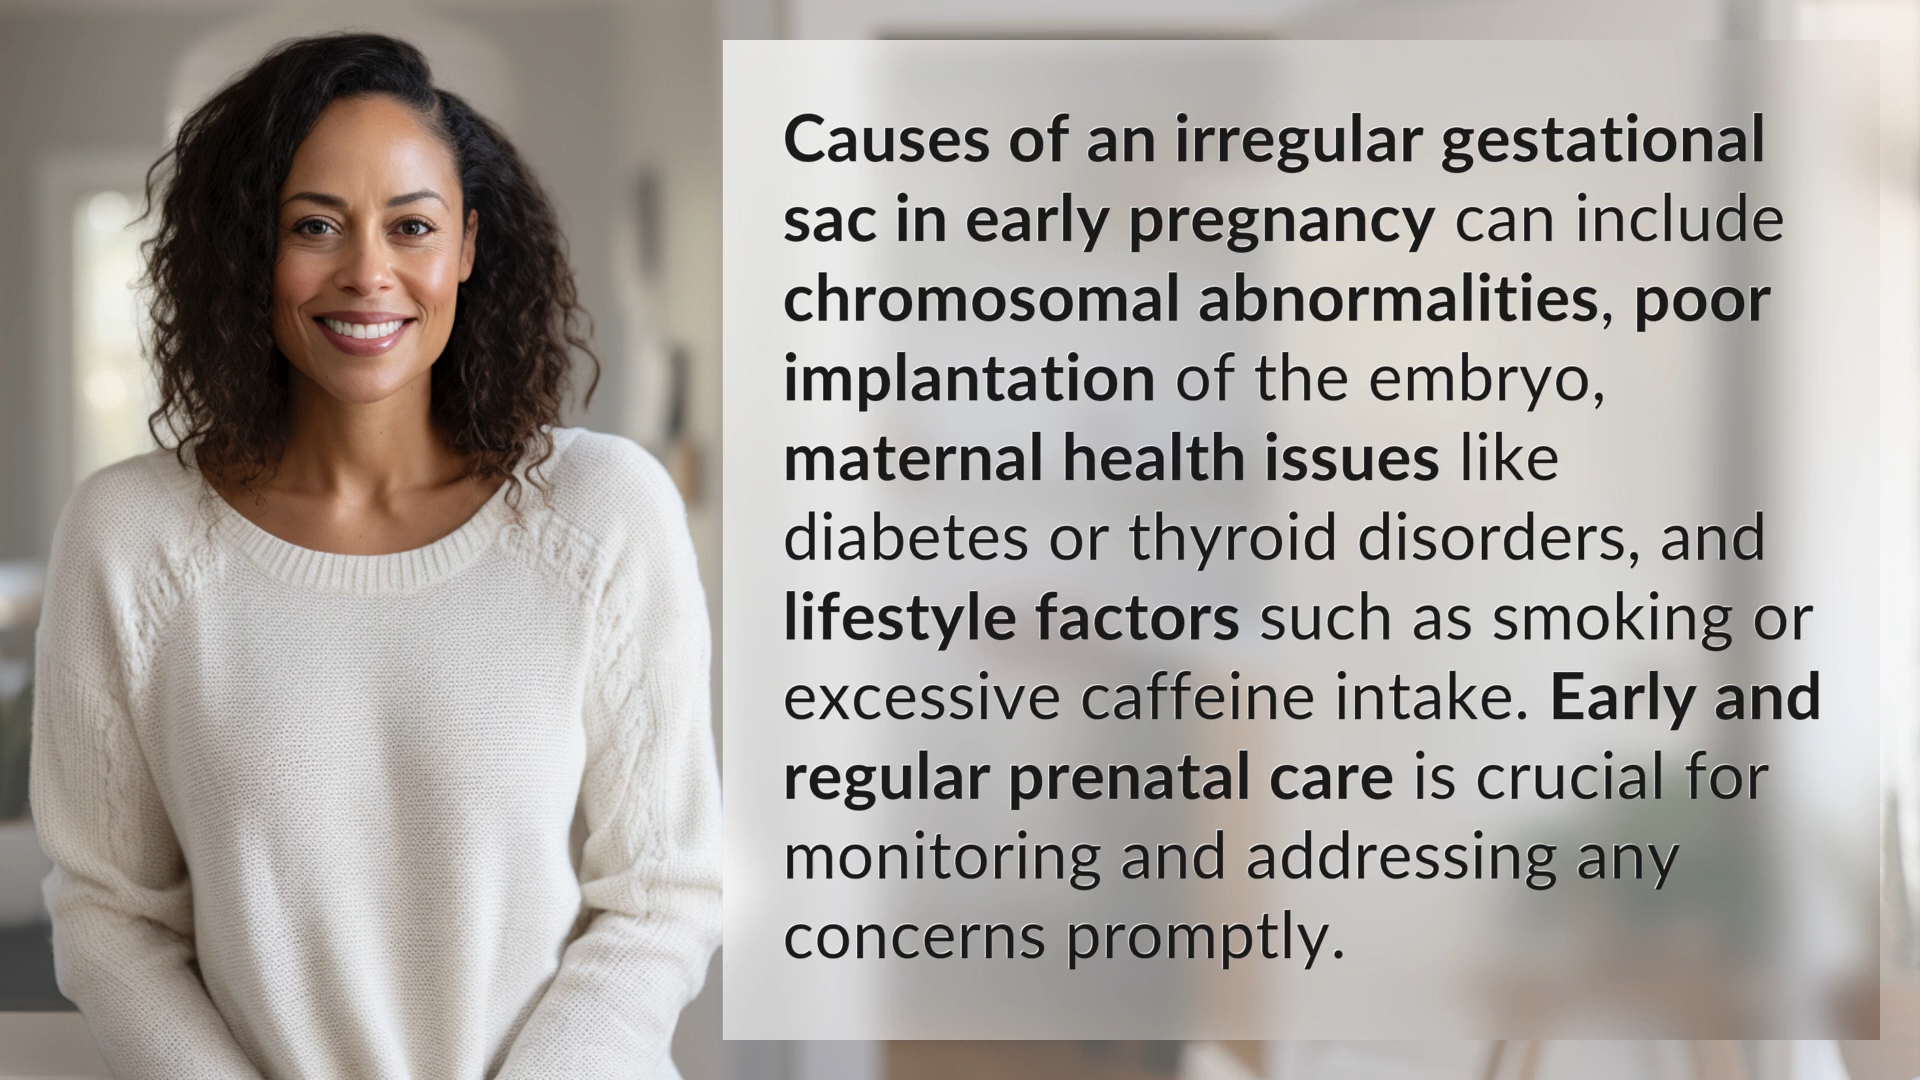 Causes of an irregular gestational
sac in early pregnancy can include
chromosomal abnormalities, poor
implantation of the embryo,
maternal health issues like
diabetes or thyroid disorders, and
lifestyle factors such as smoking or
excessive caffeine intake. Early and
regular prenatal care is crucial for
monitoring and addressing any
concerns promptly.